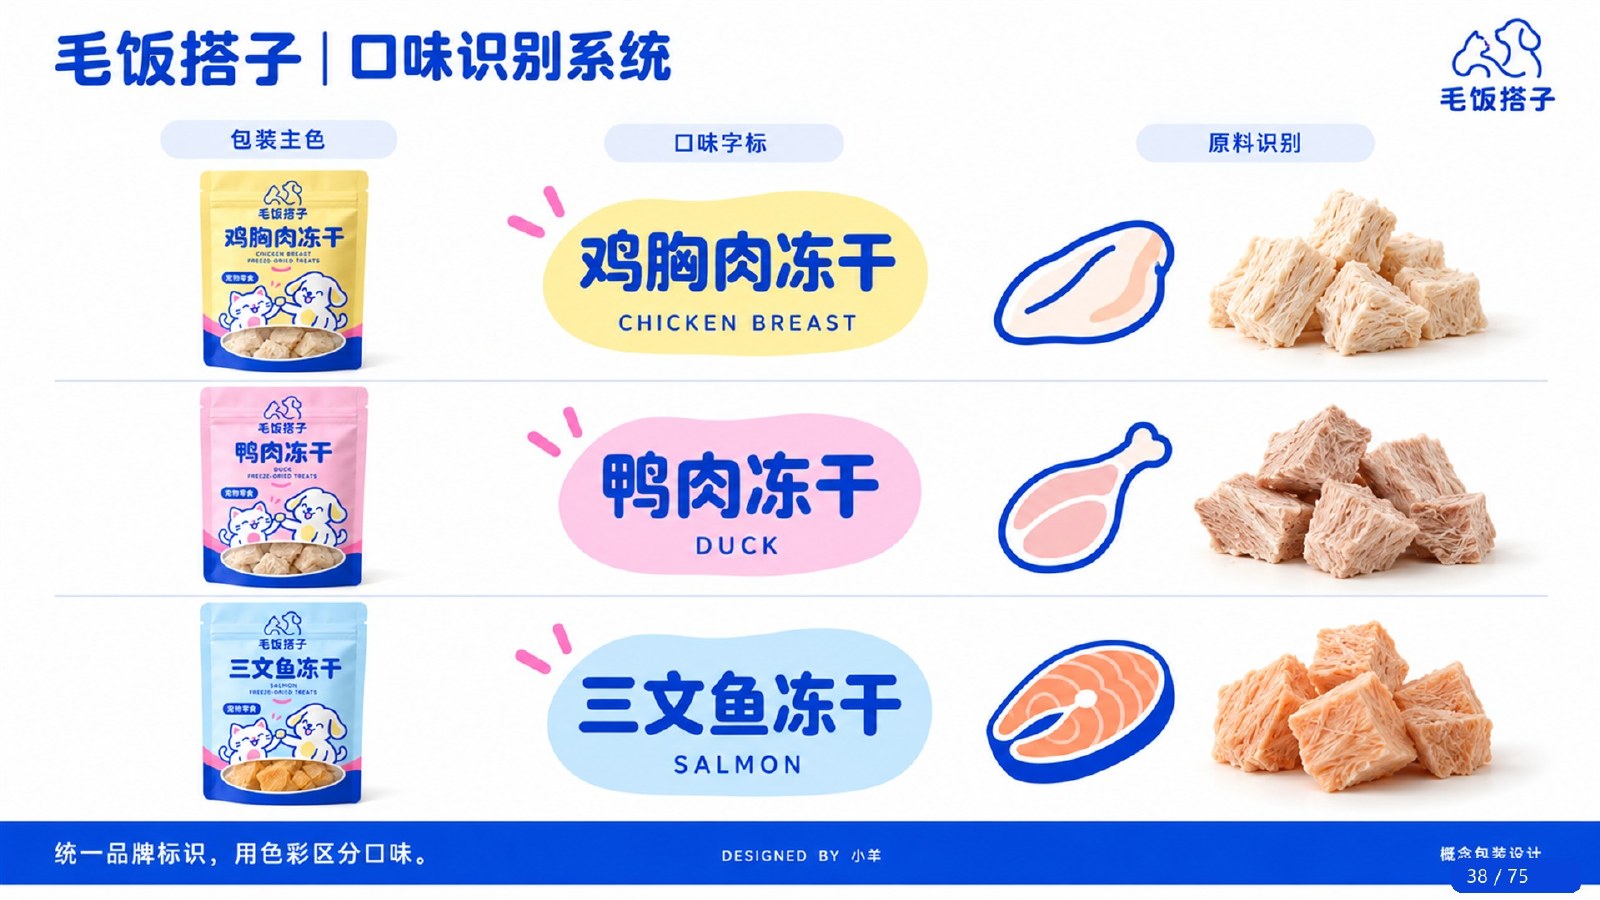 毛饭搭子|口味识别系统
毛饭搭子
包装主色
口味字标
原料识别
毛饭搭子
鸡胸肉冻干
CHICKEN BREAST
FREEZE-DRIED TREATS
宠物零食
鸡胸肉冻干
CHICKEN BREAST
毛饭搭子
鸭肉冻干
DUCK
FREEZE-DRIED TREATS
宠物零食
鸭肉冻干
DUCK
毛饭搭子
三文鱼冻干
SALMON
FREEZE-DRIED TREATS
宠物零食
三文鱼冻干
SALMON
统一品牌标识，用色彩区分口味。
DESIGNED BY 小羊
概念包装设计
38 / 75